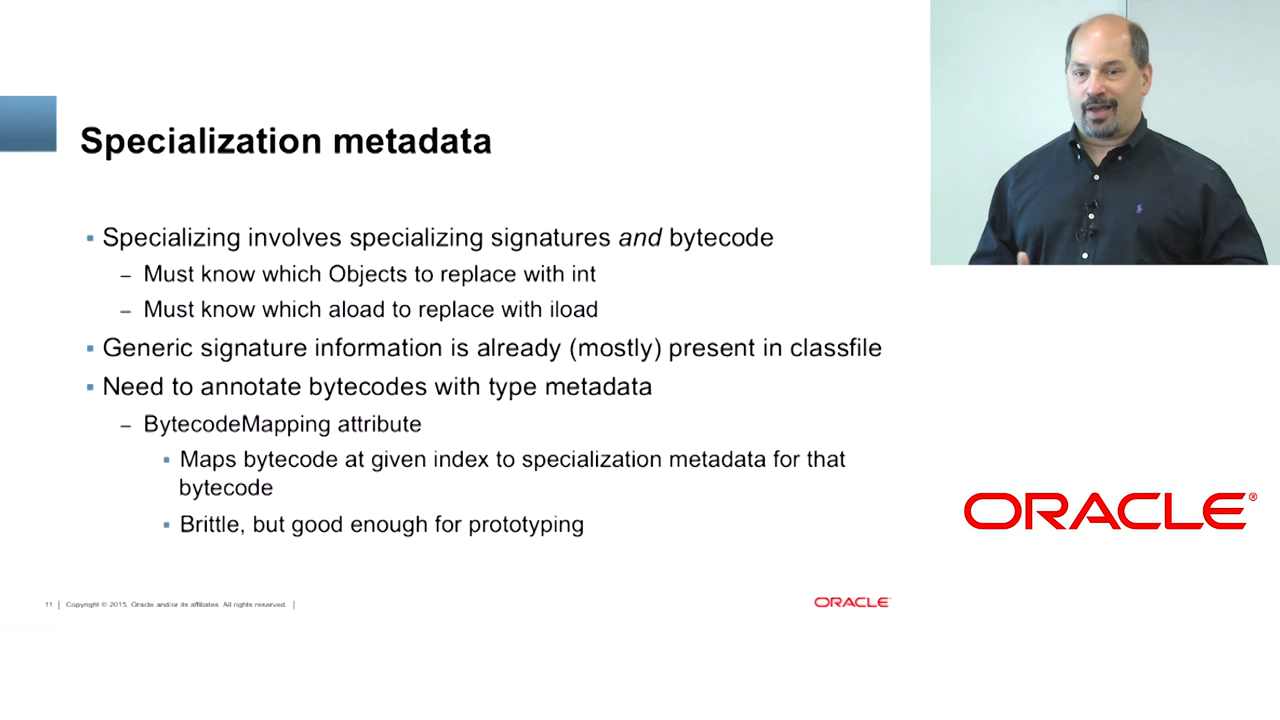 Specialization metadata
▪ Specializing involves specializing signatures and bytecode
– Must know which Objects to replace with int
– Must know which aload to replace with iload
▪ Generic signature information is already (mostly) present in classfile
▪ Need to annotate bytecodes with type metadata
– BytecodeMapping attribute
▪ Maps bytecode at given index to specialization metadata for that
bytecode
▪ Brittle, but good enough for prototyping
ORACLE®
11 | Copyright © 2015, Oracle and/or its affiliates. All rights reserved. |
ORACLE